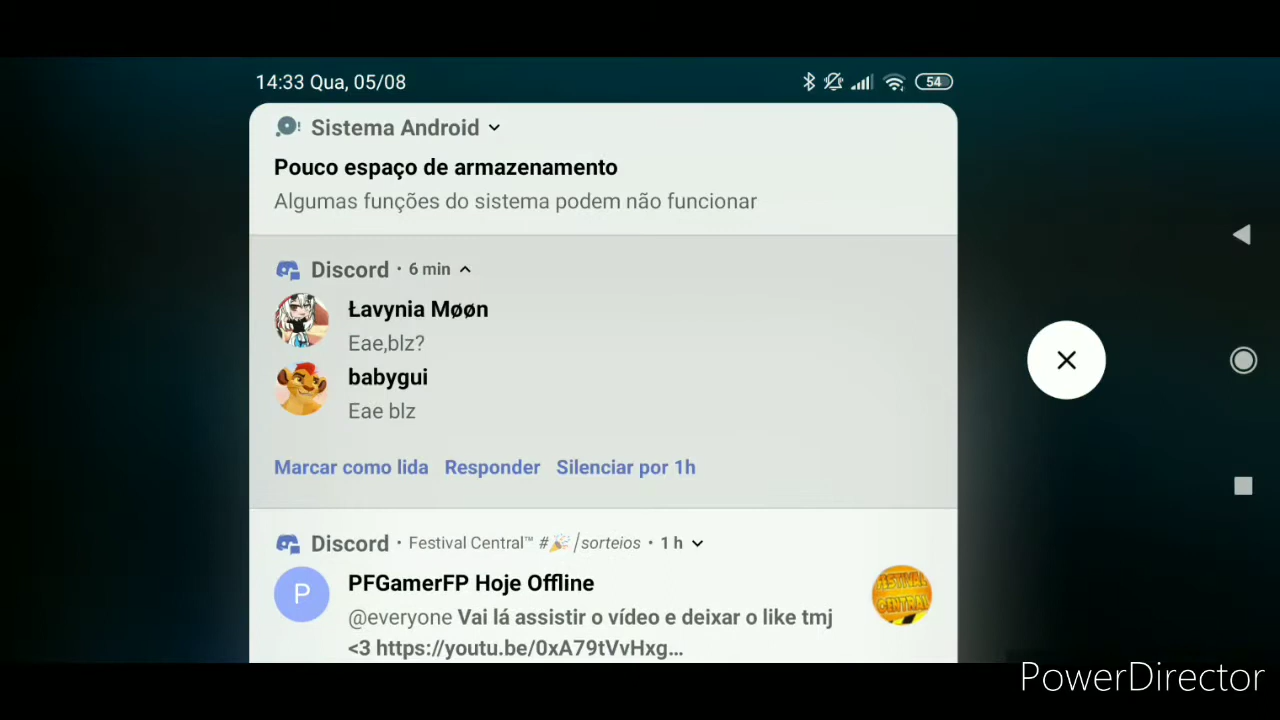 14:33 Qua, 05/08
54
Sistema Android
Pouco espaço de armazenamento
Algumas funções do sistema podem não funcionar
Discord · 6 min
Łavynia Møøn
Eae,blz?
babygui
Eae blz
Marcar como lida Responder Silenciar por 1h
Discord · Festival Central™ #🎉/sorteios · 1 h
P
PFGamerFP Hoje Offline
FESTIVAL
CENTRAL
@everyone Vai lá assistir o vídeo e deixar o like tmj
<3 https://youtu.be/0xA79tVvHxg...
PowerDirector